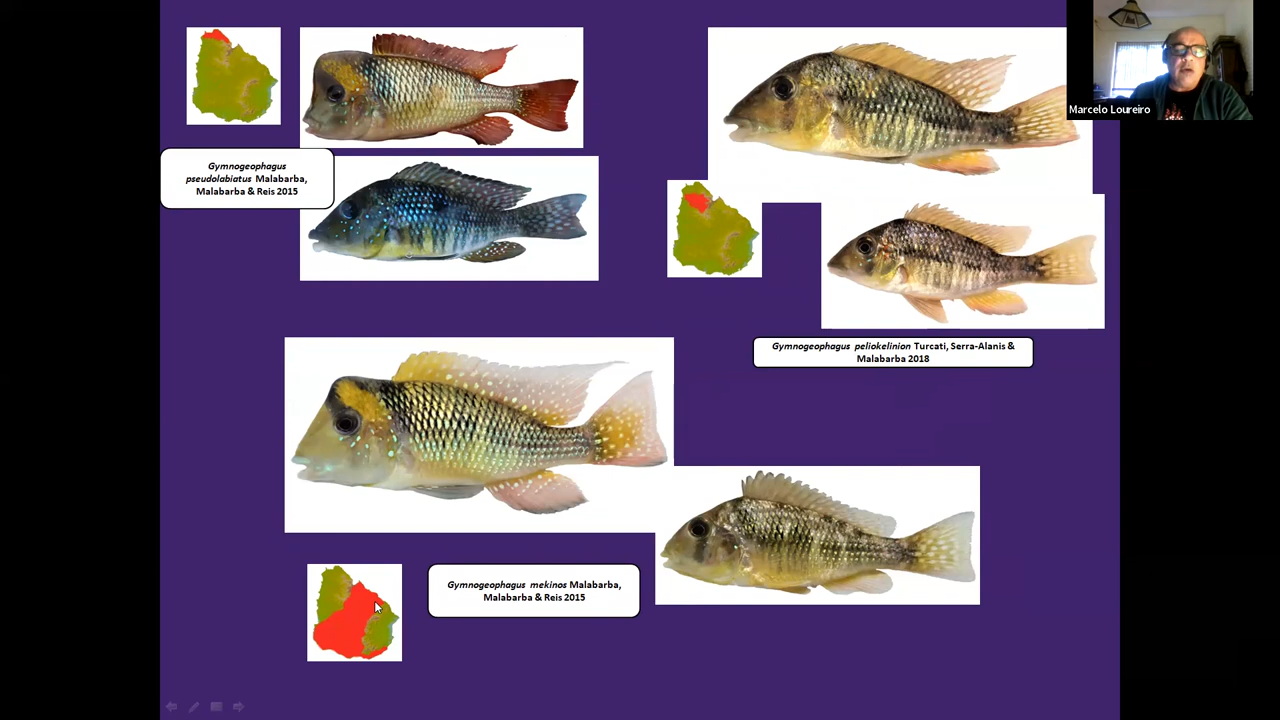 Marcelo Loureiro
Gymnogeophagus
pseudolabiatus Malabarba,
Malabarba & Reis 2015
Gymnogeophagus peliokelinion Turcati, Serra-Alanis &
Malabarba 2018
Gymnogeophagus mekinos Malabarba,
Malabarba & Reis 2015